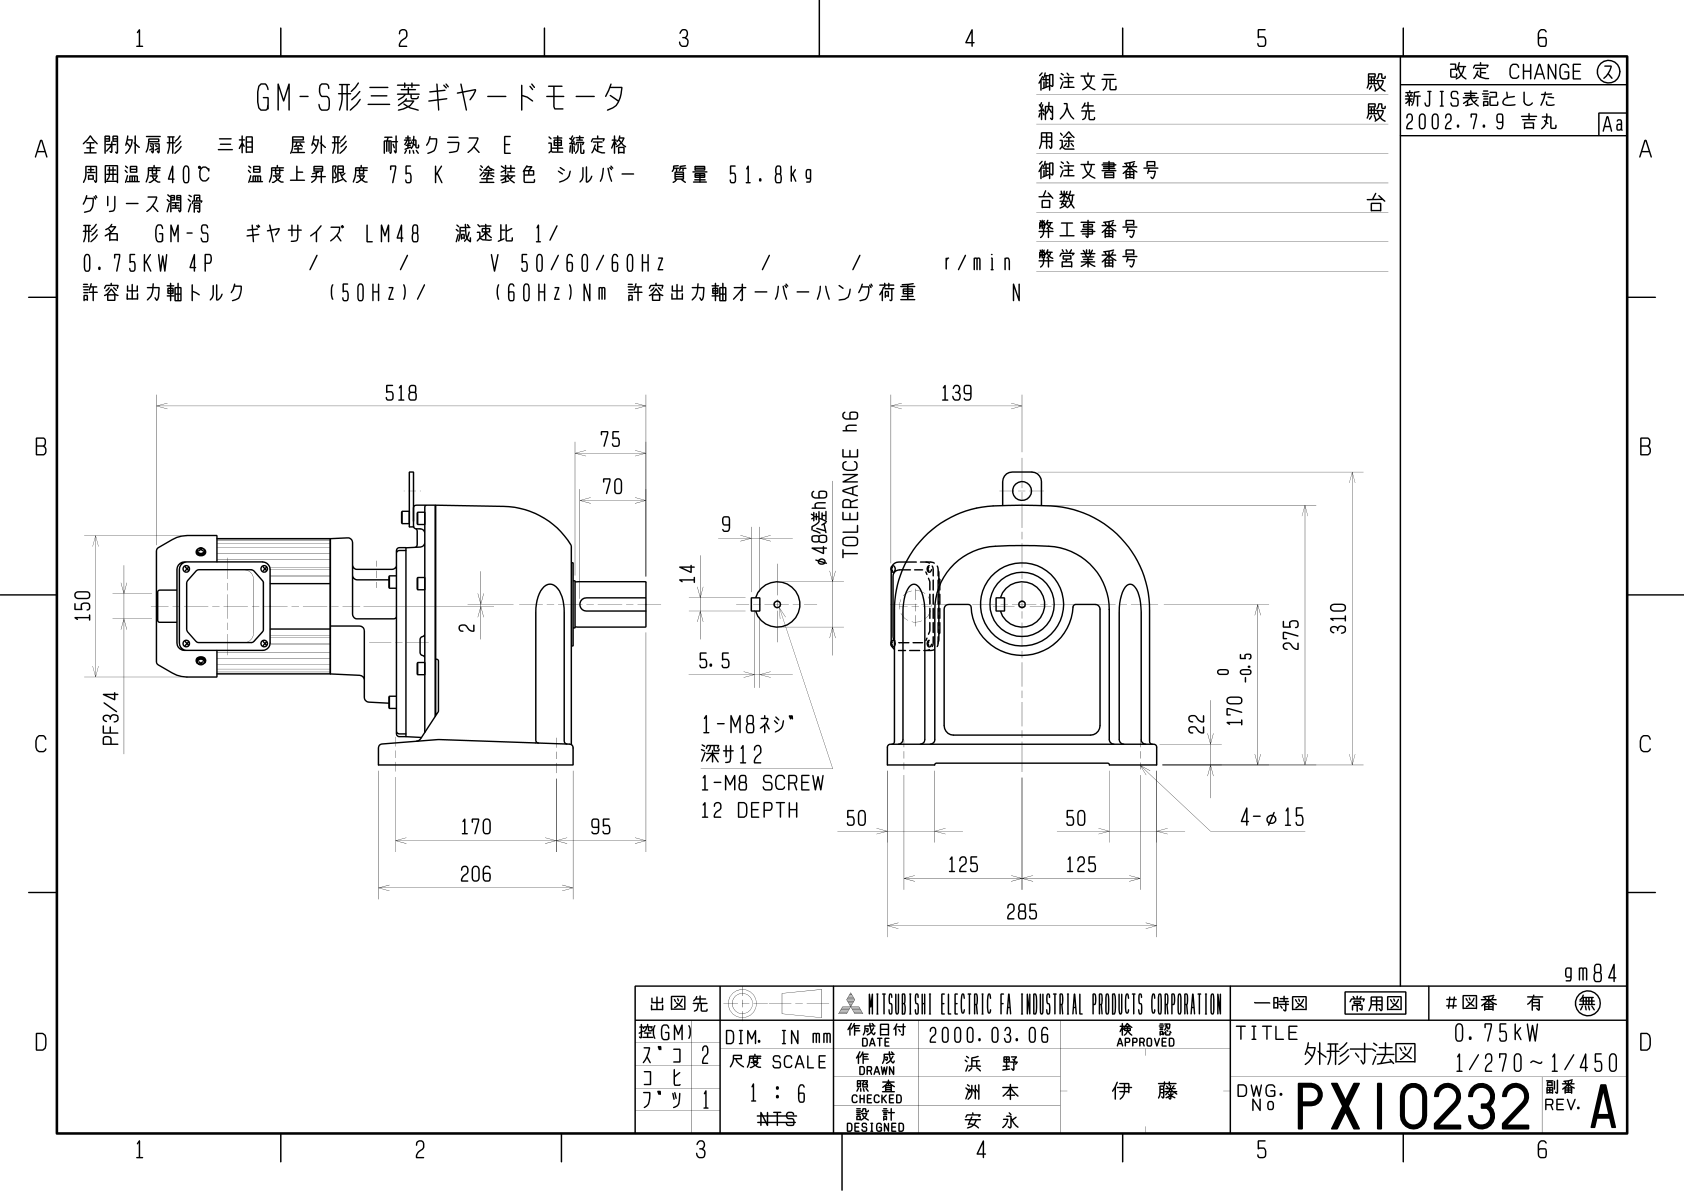 1 2 3 4 5 6
改定 CHANGE ス
新JIS表記とした
2002.7.9 吉丸 Aa
GM-S形三菱ギヤードモータ
全閉外扇形 三相 屋外形 耐熱クラス E 連続定格
周囲温度40℃ 温度上昇限度 75 K 塗装色 シルバー 質量 51.8kg
グリース潤滑
形名 GM-S ギヤサイズ LM48 減速比 1/
0.75KW 4P / / V 50/60/60Hz / / r/min
許容出力軸トルク (50Hz)/ (60Hz)Nm 許容出力軸オーバーハング荷重 N
御注文元 殿
納入先 殿
用途
御注文書番号
台数 台
弊工事番号
弊営業番号
A A
B B
C C
D D
518
75
70
150
PF3/4
2
170 95
206
9
14
5.5
φ48公差h6
TOLERANCE h6
1-M8ネジ
深サ12
1-M8 SCREW
12 DEPTH
139
310
275
170 0 -0.5
22
50 50
4-φ15
125 125
285
gm84
出図先
控(GM)
ズコ 2
コヒ
ブツ 1
DIM. IN mm
尺度 SCALE
1 : 6
NTS
MITSUBISHI ELECTRIC FA INDUSTRIAL PRODUCTS CORPORATION
作成日付 DATE 2000.03.06
検認 APPROVED
作成 DRAWN 浜野
照査 CHECKED 洲本
設計 DESIGNED 安永
伊藤
一時図 常用図 #図番 有 無
TITLE 外形寸法図
0.75kW
1/270~1/450
DWG. No PX10232
副番 REV. A
1 2 3 4 5 6